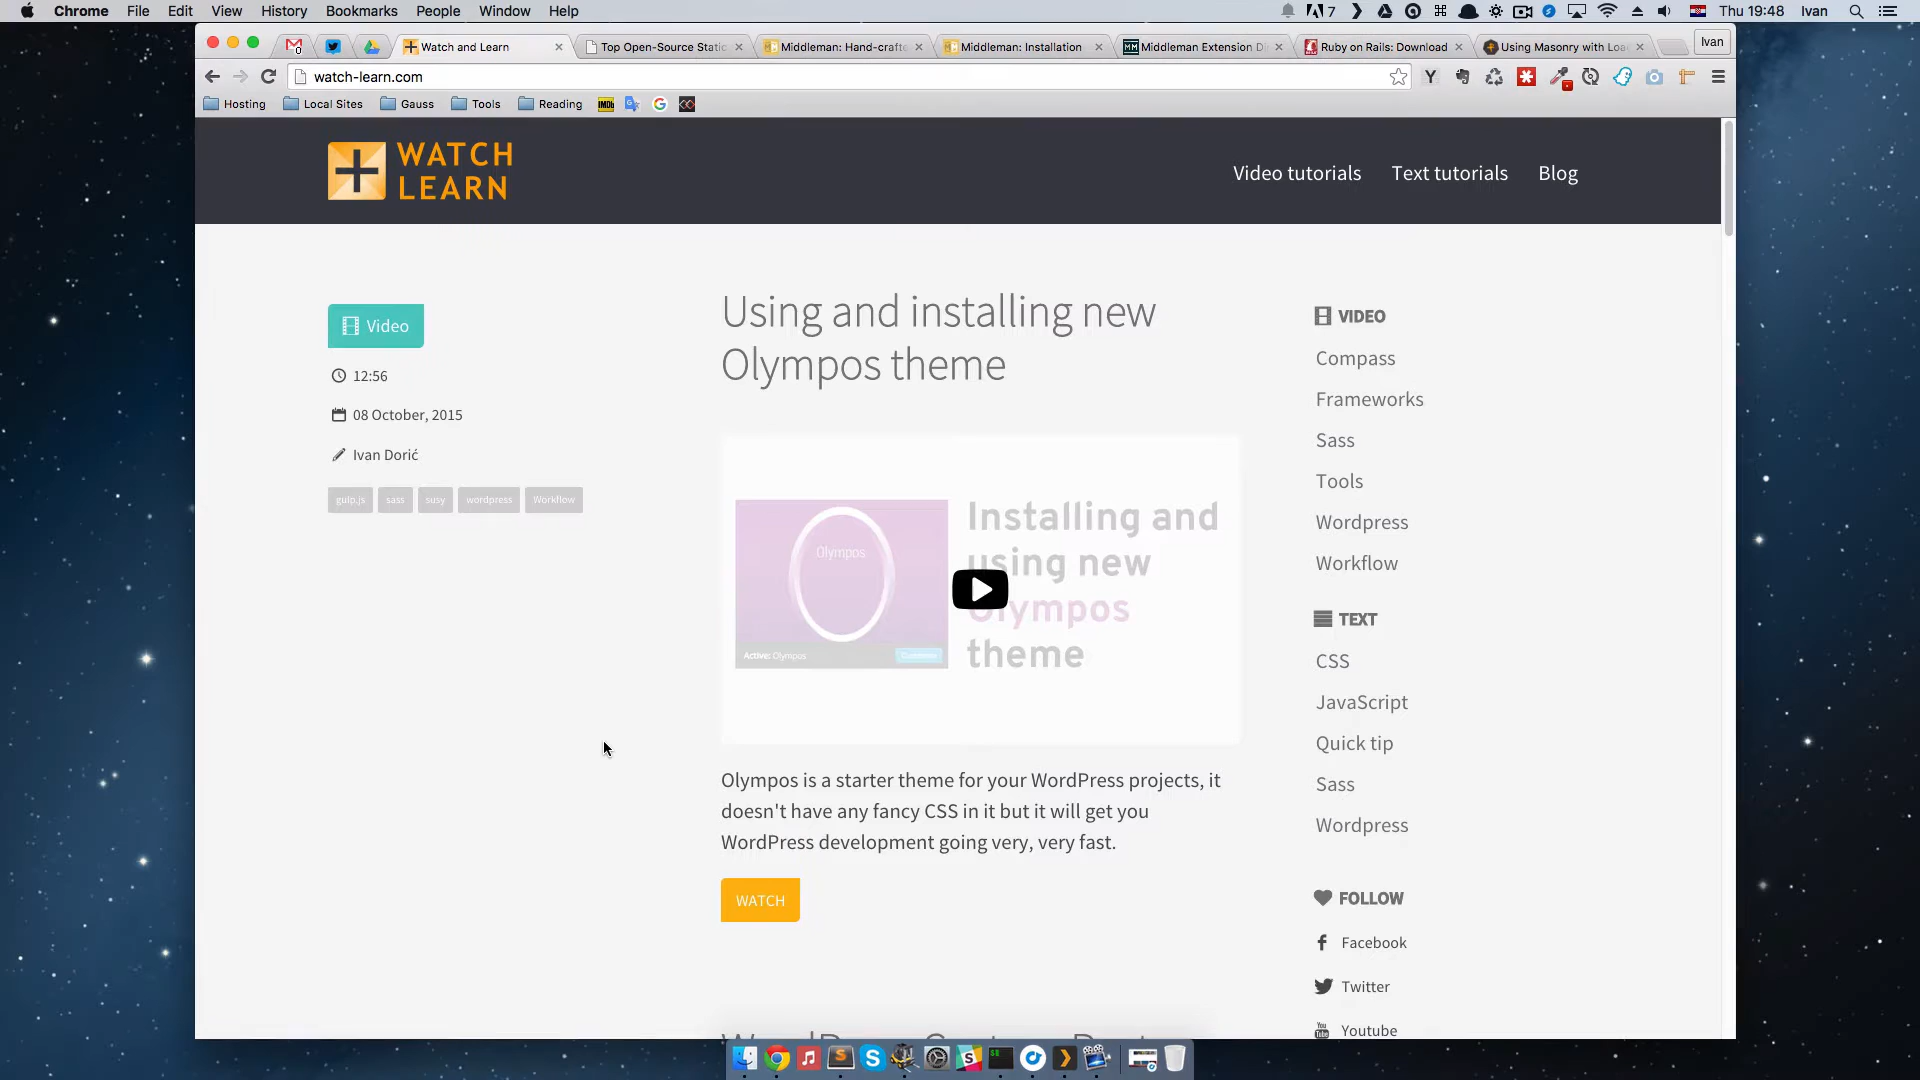 Chrome File Edit View History Bookmarks People Window Help
7 Thu 19:48 Ivan
Watch and Learn
Top Open-Source Static
Middleman: Hand-crafte
Middleman: Installation
Middleman Extension Di
Ruby on Rails: Download
Using Masonry with Loa
Ivan
watch-learn.com
Hosting Local Sites Gauss Tools Reading IMDb
WATCH
LEARN
Video tutorials Text tutorials Blog
Video
12:56
08 October, 2015
Ivan Dorić
gulp.js sass susy wordpress Workflow
Using and installing new
Olympos theme
Olympos
Active: Olympos
Installing and
using new
Olympos
theme
Olympos is a starter theme for your WordPress projects, it
doesn't have any fancy CSS in it but it will get you
WordPress development going very, very fast.
WATCH
VIDEO
Compass
Frameworks
Sass
Tools
Wordpress
Workflow
TEXT
CSS
JavaScript
Quick tip
Sass
Wordpress
FOLLOW
Facebook
Twitter
Youtube